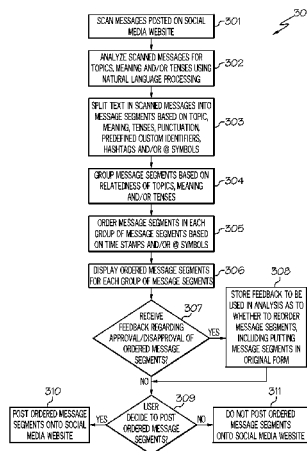 300
SCAN MESSAGES POSTED ON SOCIAL
MEDIA WEBSITE
301
ANALYZE SCANNED MESSAGES FOR
TOPICS, MEANING AND/OR TENSES USING
NATURAL LANGUAGE PROCESSING
302
SPLIT TEXT IN SCANNED MESSAGES INTO
MESSAGE SEGMENTS BASED ON TOPIC,
MEANING, TENSES, PUNCTUATION,
PREDEFINED CUSTOM IDENTIFIERS,
HASHTAGS AND/OR @ SYMBOLS
303
GROUP MESSAGE SEGMENTS BASED ON
RELATEDNESS OF TOPICS, MEANING
AND/OR TENSES
304
ORDER MESSAGE SEGMENTS IN EACH
GROUP OF MESSAGE SEGMENTS BASED
ON TIME STAMPS AND/OR @ SYMBOLS
305
DISPLAY ORDERED MESSAGE SEGMENTS
FOR EACH GROUP OF MESSAGE SEGMENTS
306
307
RECEIVE
FEEDBACK REGARDING
APPROVAL/DISAPPROVAL OF
ORDERED MESSAGE
SEGMENTS?
YES
308
STORE FEEDBACK TO BE
USED IN ANALYSIS AS TO
WHETHER TO REORDER
MESSAGE SEGMENTS,
INCLUDING PUTTING
MESSAGE SEGMENTS IN
ORIGINAL FORM
NO
309
USER
DECIDE TO POST
ORDERED MESSAGE
SEGMENTS?
YES
NO
310
POST ORDERED MESSAGE
SEGMENTS ONTO SOCIAL
MEDIA WEBSITE
311
DO NOT POST ORDERED
MESSAGE SEGMENTS
ONTO SOCIAL MEDIA WEBSITE